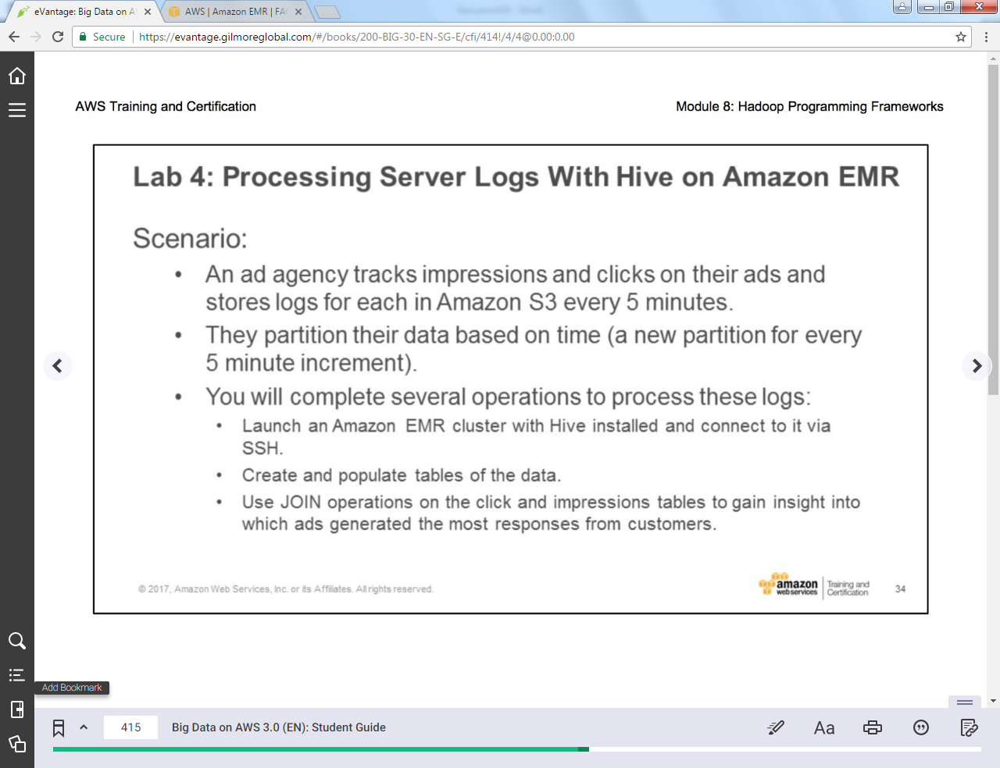 eVantage: Big Data on A
AWS | Amazon EMR | FA
Secure
https://evantage.gilmoreglobal.com/#/books/200-BIG-30-EN-SG-E/cfi/414!/4/4@0.00:0.00
AWS Training and Certification
Module 8: Hadoop Programming Frameworks
Lab 4: Processing Server Logs With Hive on Amazon EMR
Scenario:
• An ad agency tracks impressions and clicks on their ads and
stores logs for each in Amazon S3 every 5 minutes.
• They partition their data based on time (a new partition for every
5 minute increment).
• You will complete several operations to process these logs:
• Launch an Amazon EMR cluster with Hive installed and connect to it via
SSH.
• Create and populate tables of the data.
• Use JOIN operations on the click and impressions tables to gain insight into
which ads generated the most responses from customers.
© 2017, Amazon Web Services, Inc. or its Affiliates. All rights reserved.
amazon
webservices
Training and
Certification
34
Add Bookmark
415
Big Data on AWS 3.0 (EN): Student Guide
Aa